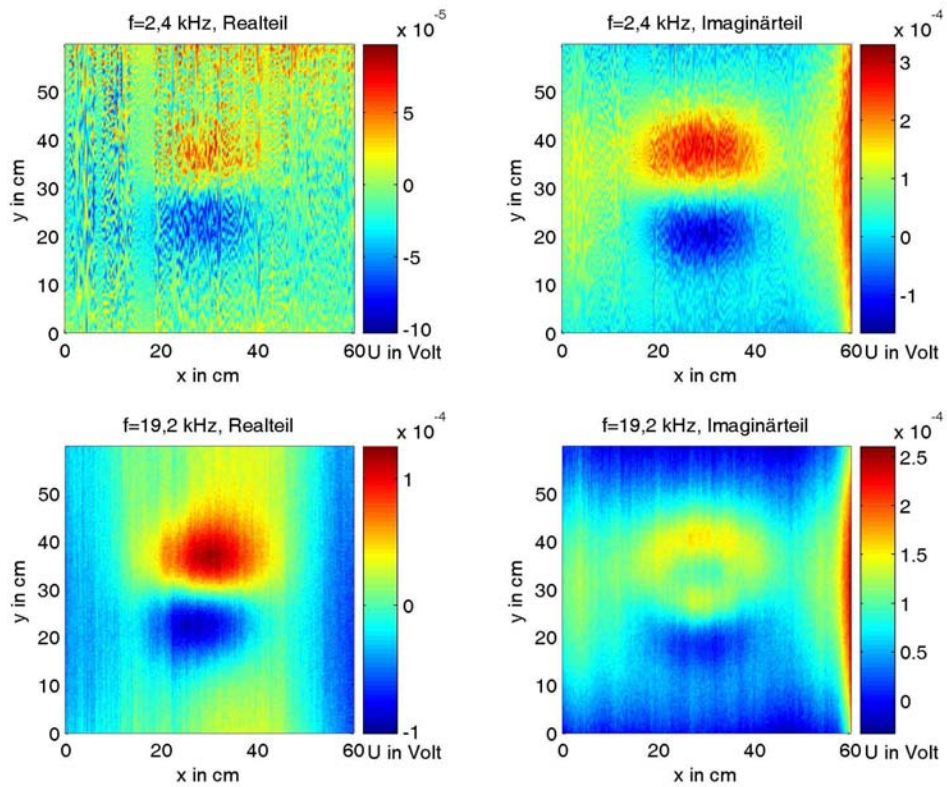 f=2,4 kHz, Realteil
x 10^-5
y in cm
50
40
30
20
10
0
0
20
40
60
x in cm
5
0
-5
-10
U in Volt
f=2,4 kHz, Imaginärteil
x 10^-4
y in cm
50
40
30
20
10
0
0
20
40
60
x in cm
3
2
1
0
-1
U in Volt
f=19,2 kHz, Realteil
x 10^-4
y in cm
50
40
30
20
10
0
0
20
40
60
x in cm
1
0
-1
U in Volt
f=19,2 kHz, Imaginärteil
x 10^-4
y in cm
50
40
30
20
10
0
0
20
40
60
x in cm
2.5
2
1.5
1
0.5
0
U in Volt